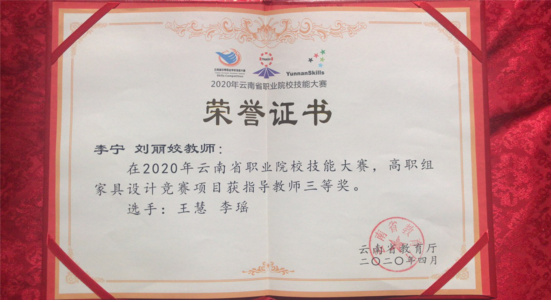 YunnanSkills
2020年云南省职业院校技能大赛
荣誉证书
李宁 刘丽姣教师：
在2020年云南省职业院校技能大赛，高职组
家具设计竞赛项目获指导教师三等奖。
选手：王慧 李瑶
云南省教育厅
二〇二〇年四月